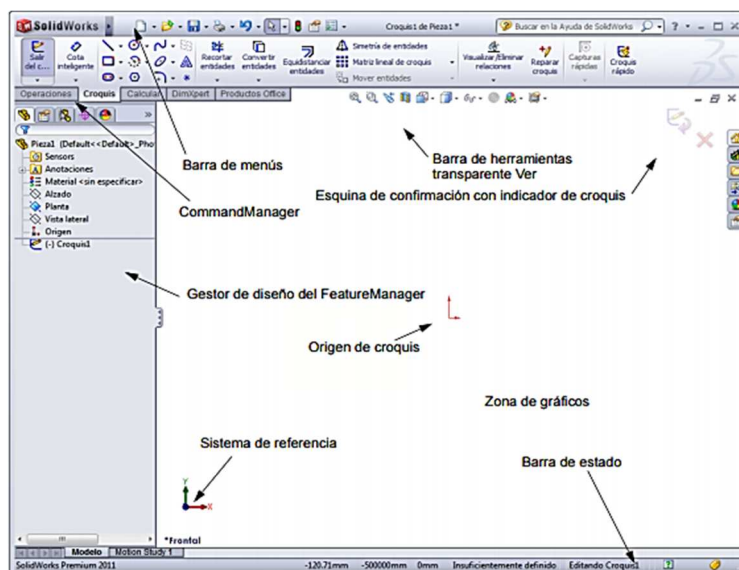 SolidWorks
Croquis1 de Pieza1 *
Buscar en la Ayuda de SolidWorks
Salir del c...
Cota inteligente
Recortar entidades
Convertir entidades
Equidistanciar entidades
Simetría de entidades
Matriz lineal de croquis
Mover entidades
Visualizar/Eliminar relaciones
Reparar croquis
Capturas rápidas
Croquis rápido
Operaciones
Croquis
Calcular
DimXpert
Productos Office
Pieza1 (Default<<Default>_Pho
Sensors
Anotaciones
Material <sin especificar>
Alzado
Planta
Vista lateral
Origen
(-) Croquis1
Barra de menús
CommandManager
Barra de herramientas
transparente Ver
Esquina de confirmación con indicador de croquis
Gestor de diseño del FeatureManager
Origen de croquis
Zona de gráficos
Sistema de referencia
Barra de estado
Y
X
*Frontal
Modelo
Motion Study 1
SolidWorks Premium 2011
-120.71mm
-500000mm
0mm
Insuficientemente definido
Editando Croquis1